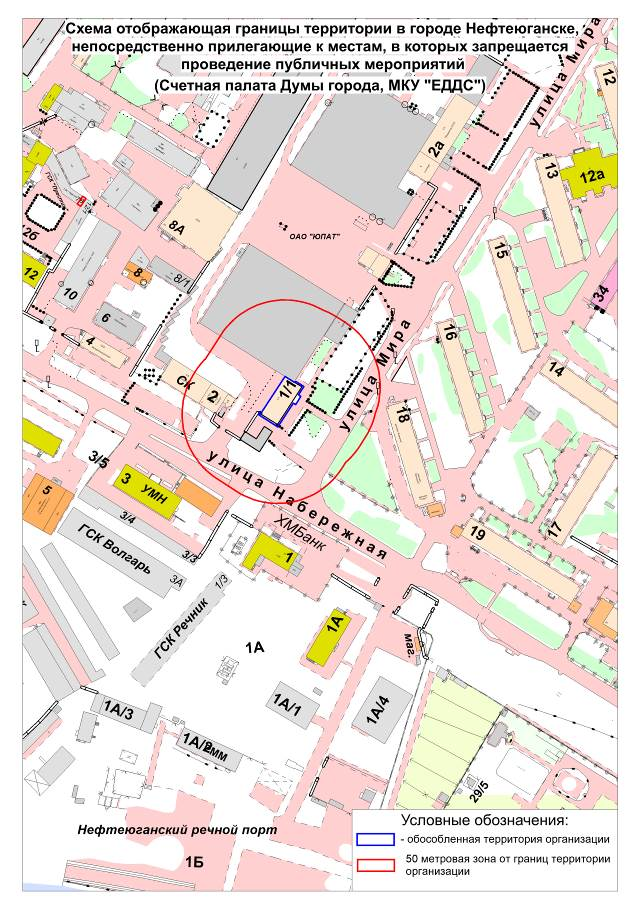 Схема отображающая границы территории в городе Нефтеюганске,
непосредственно прилегающие к местам, в которых запрещается
проведение публичных мероприятий
(Счетная палата Думы города, МКУ "ЕДДС")
улица Мира
12
2а
13
12а
8А
ОАО "ЮПАТ"
15
12
10
8
8/1
34
6
4
16
улица Мира
14
СК
2
1/1
18
улица Набережная
3/5
3
УМН
5
3/4
ХМБанк
17
19
ГСК Волгарь
3/3
1
3А
1/3
ГСК Речник
1А
1А
маг.
1А/3
1А/1
1А/4
29/5
Нефтеюганский речной порт
1Б
Условные обозначения:
- обособленная территория организации
50 метровая зона от границ территории
организации